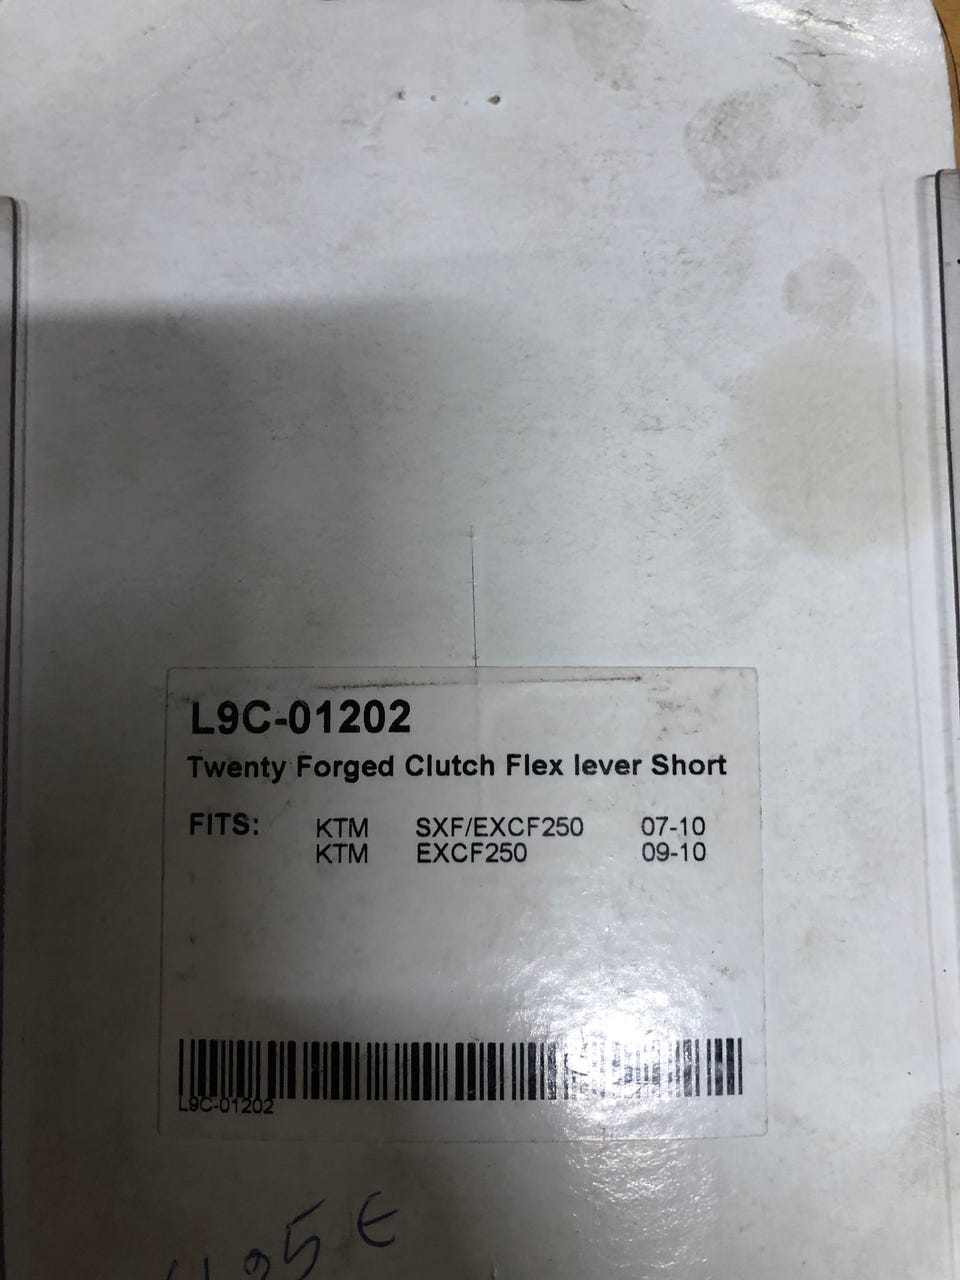 L9C-01202
Twenty Forged Clutch Flex lever Short
FITS: KTM SXF/EXCF250 07-10
KTM EXCF250 09-10
L9C-01202